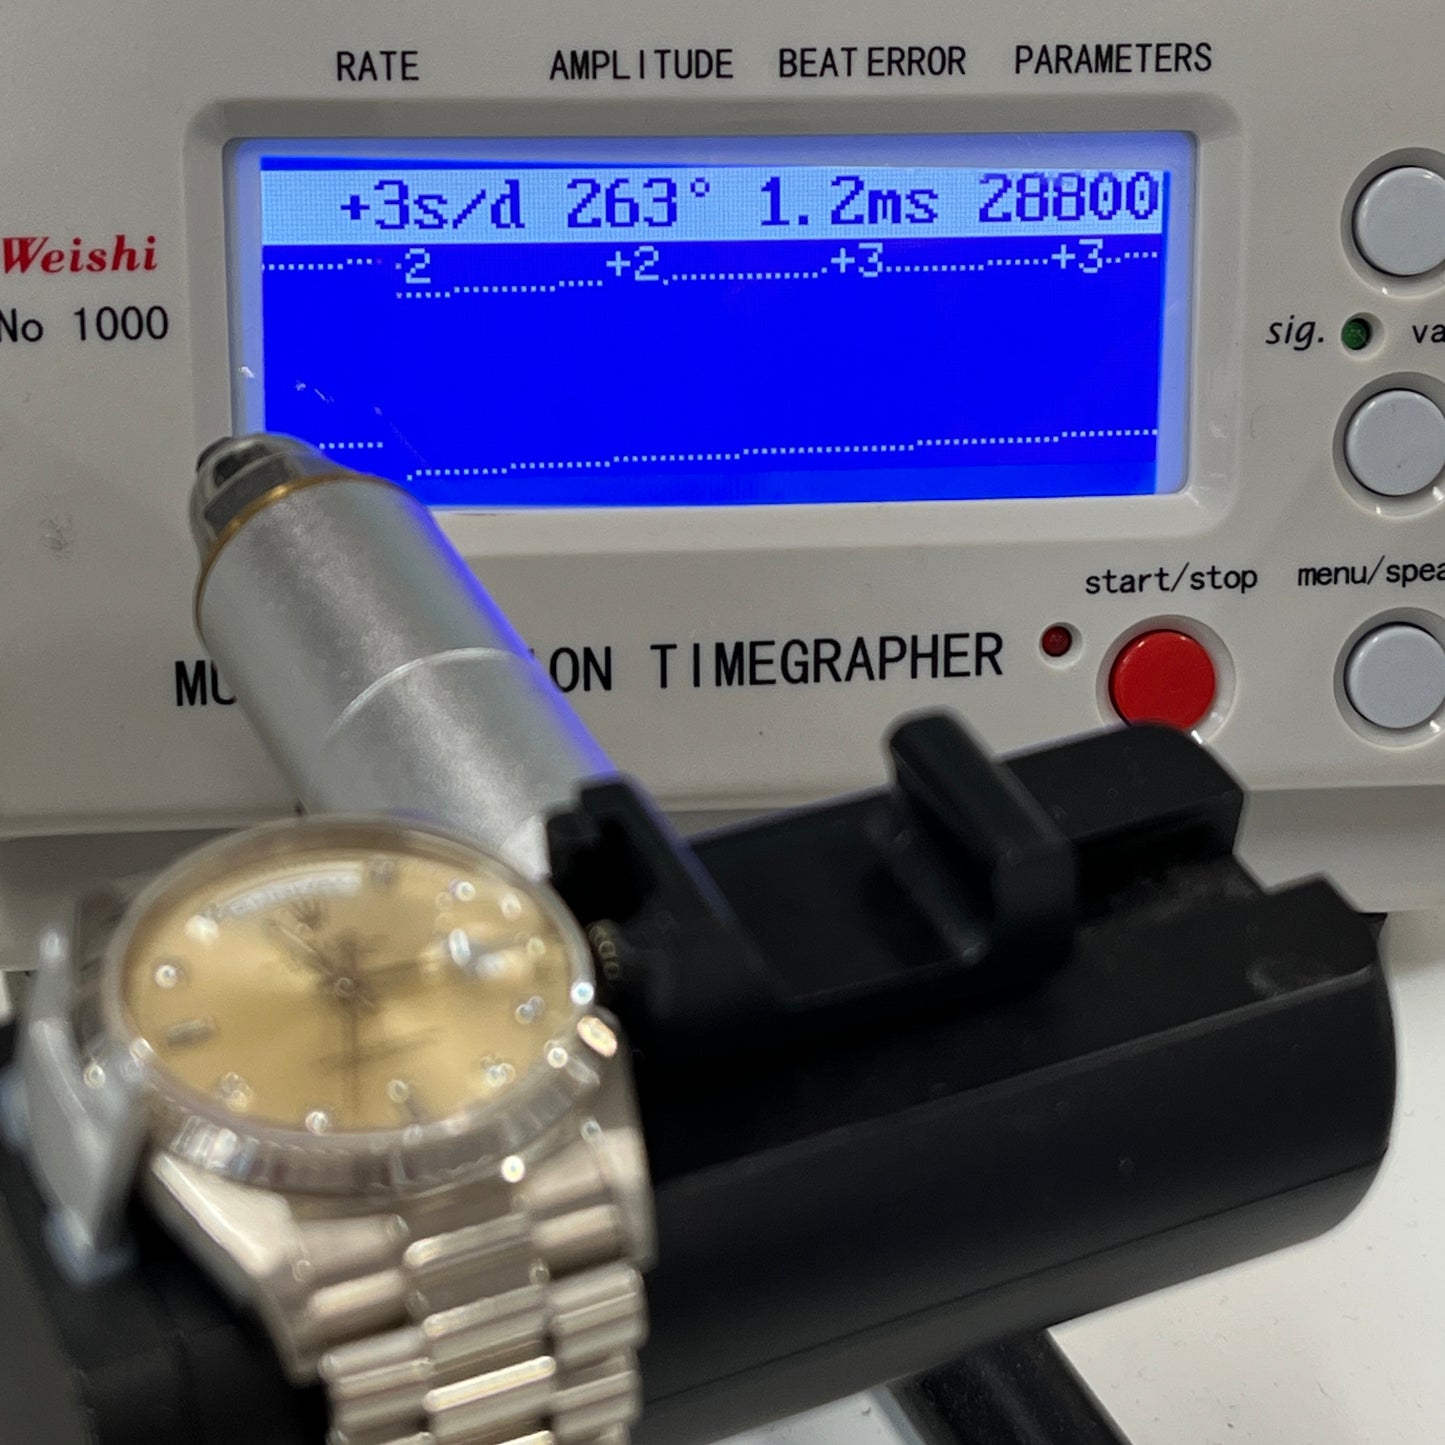 RATE AMPLITUDE BEAT ERROR PARAMETERS
+3s/d 263° 1.2ms 28800
2 +2 +3 +3
Weishi
No 1000
sig.
start/stop
TIMEGRAPHER